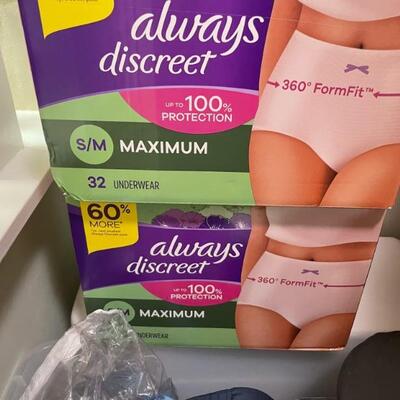 always
discreet
UP TO 100%
PROTECTION
360° FormFit™
S/M MAXIMUM
32 UNDERWEAR
60%
MORE*
always
discreet
UP TO 100%
PROTECTION
360° FormFit™
M MAXIMUM
UNDERWEAR